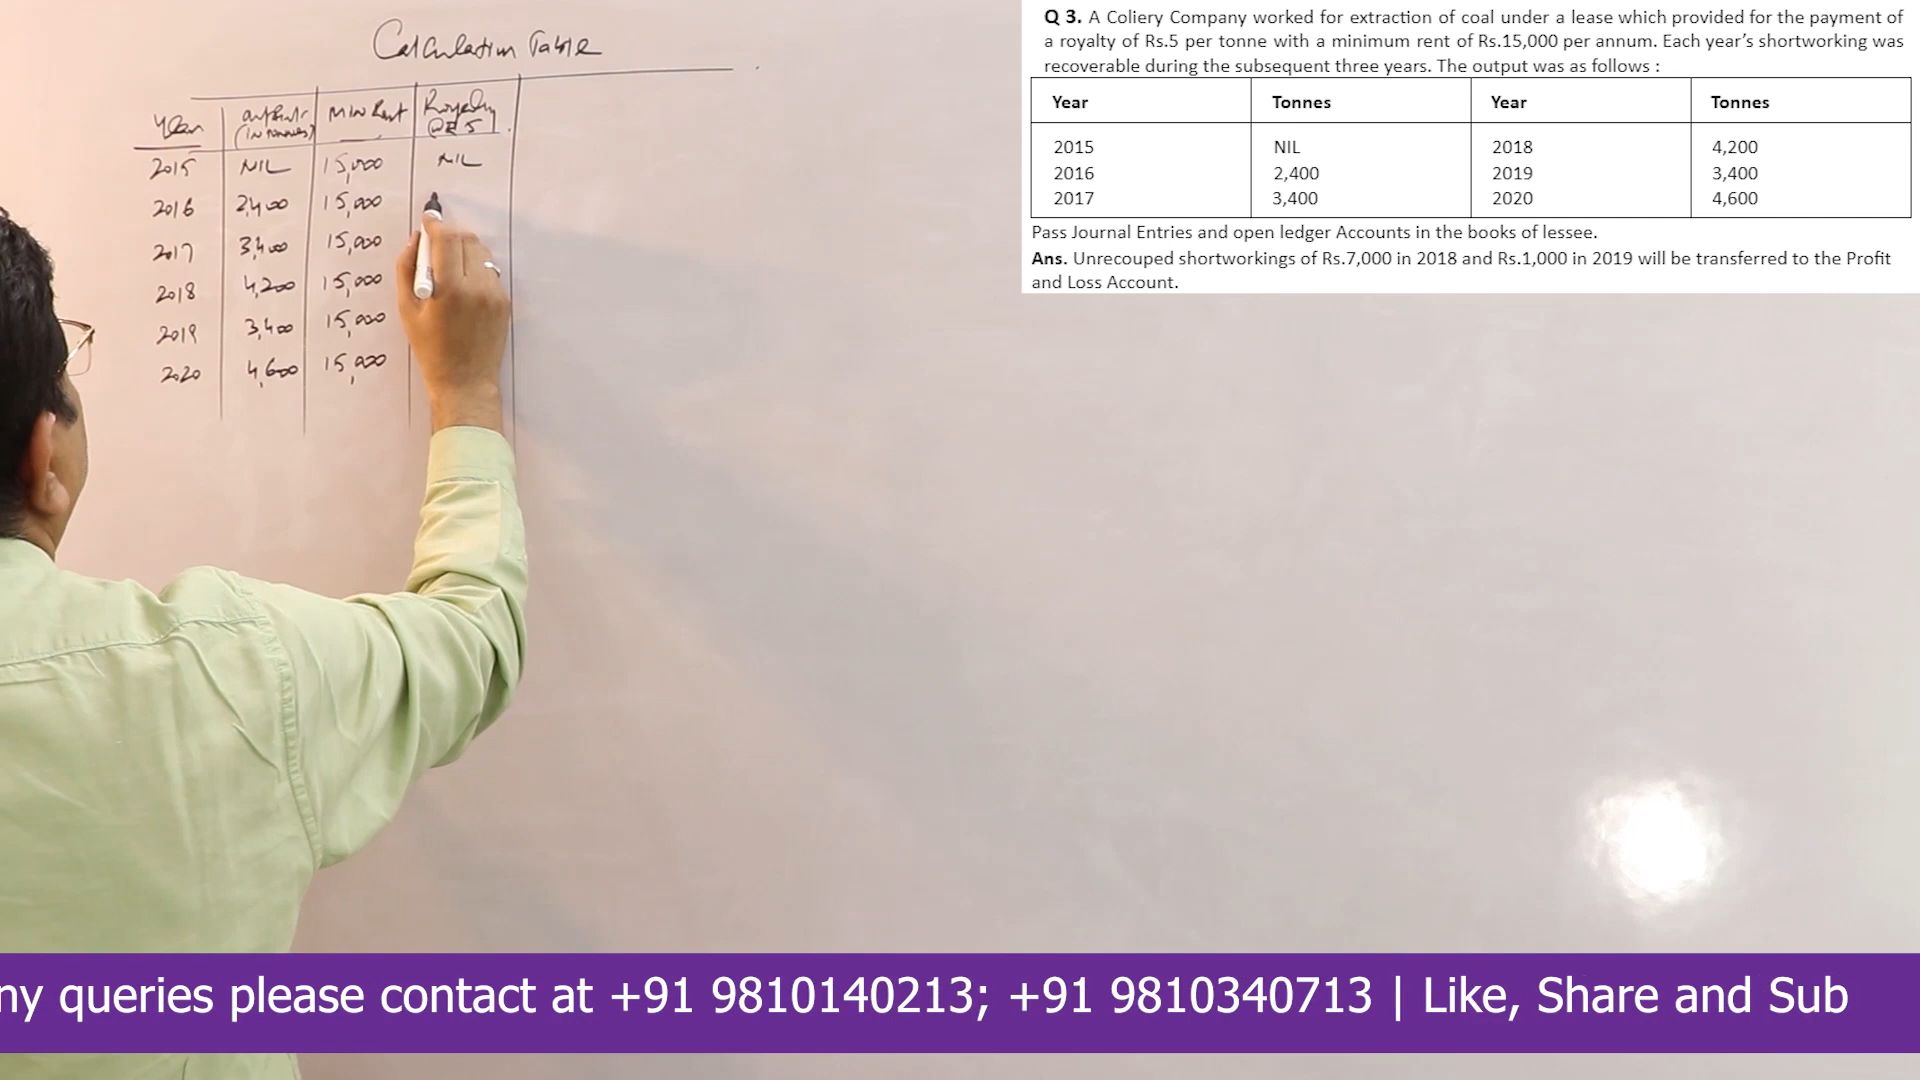 Calculation Table
Year
(IN TONNES)
Min Rent
Royalty
@ ₹ 5
2015 NIL 15,000 NIL
2016 2,400 15,000
2017 3,400 15,000
2018 4,200 15,000
2019 3,400 15,000
2020 4,600 15,000
Q 3. A Coliery Company worked for extraction of coal under a lease which provided for the payment of
a royalty of Rs.5 per tonne with a minimum rent of Rs.15,000 per annum. Each year’s shortworking was
recoverable during the subsequent three years. The output was as follows :
Year Tonnes Year Tonnes
2015 NIL 2018 4,200
2016 2,400 2019 3,400
2017 3,400 2020 4,600
Pass Journal Entries and open ledger Accounts in the books of lessee.
Ans. Unrecouped shortworkings of Rs.7,000 in 2018 and Rs.1,000 in 2019 will be transferred to the Profit
and Loss Account.
ny queries please contact at +91 9810140213; +91 9810340713 | Like, Share and Sub